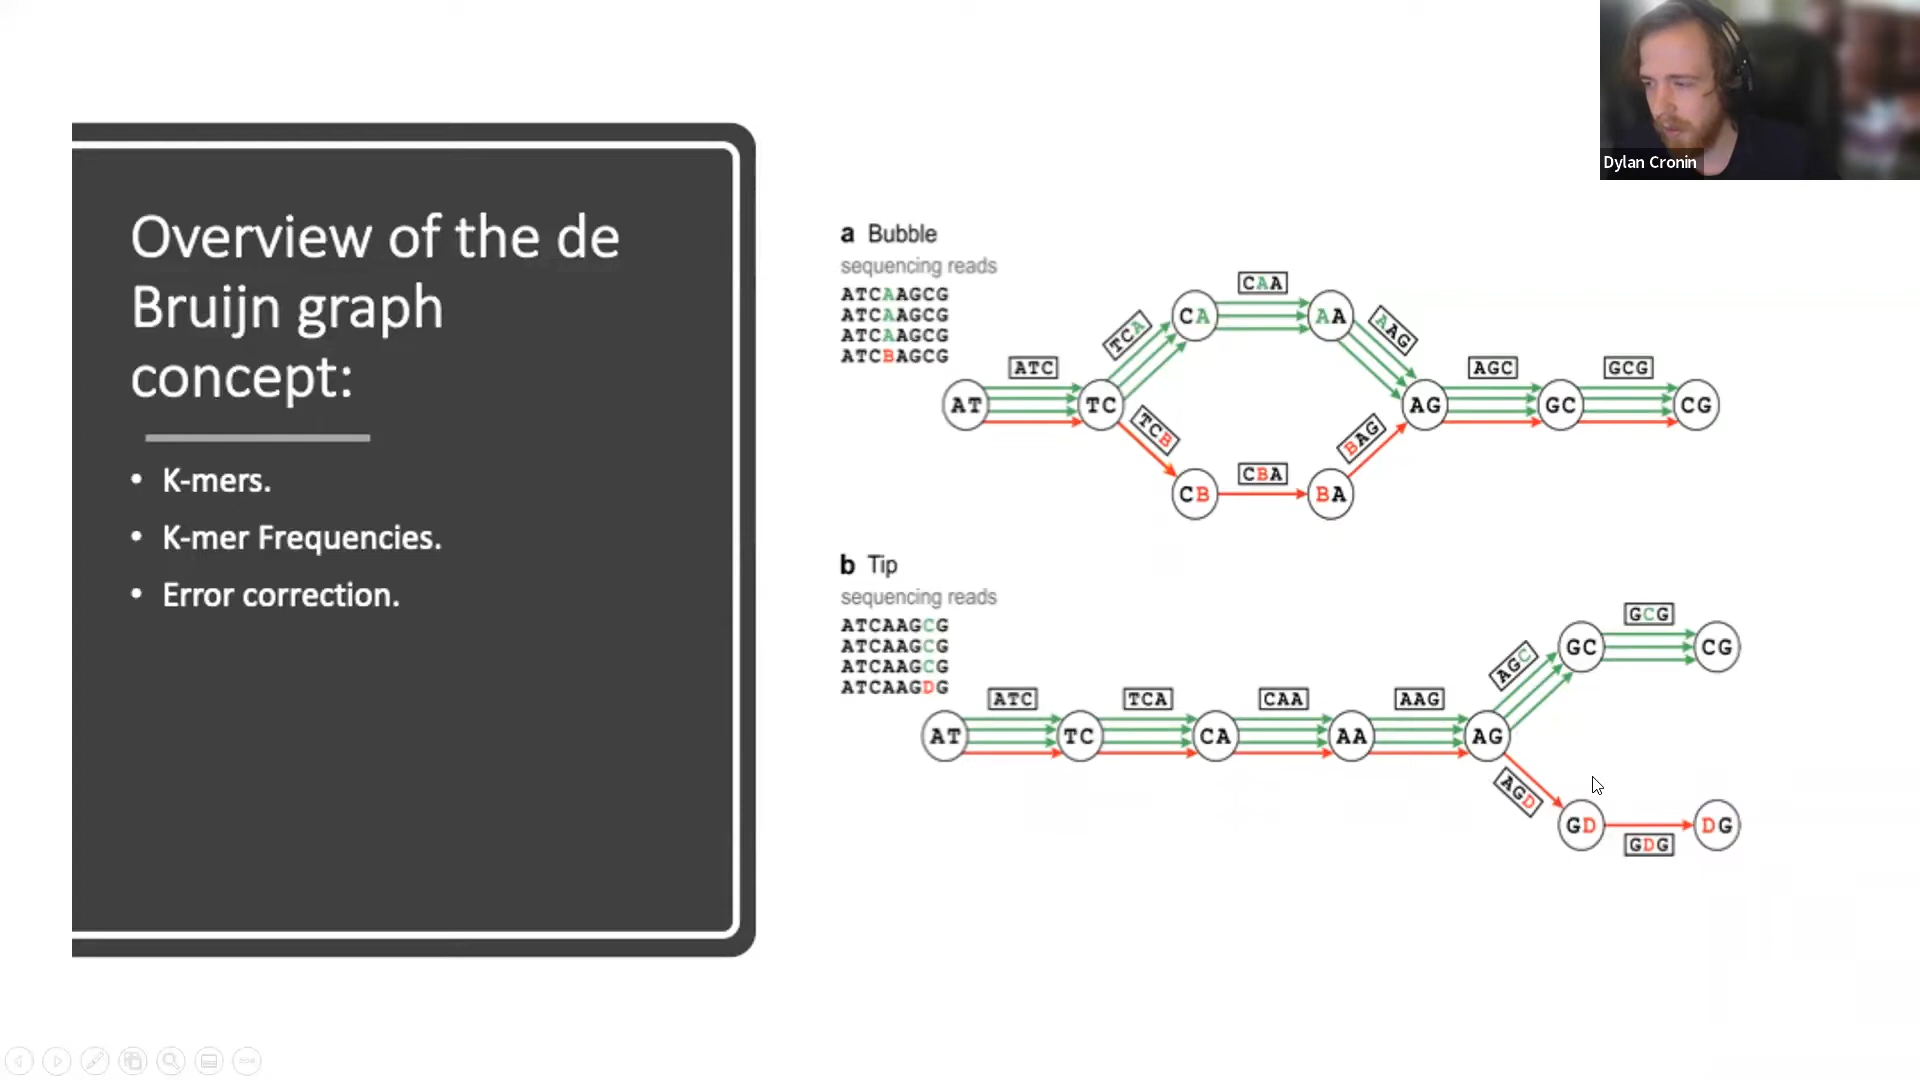 Dylan Cronin
Overview of the de
Bruijn graph
concept:
• K-mers.
• K-mer Frequencies.
• Error correction.
a Bubble
sequencing reads
ATCAAGCG
ATCAAGCG
ATCAAGCG
ATCBAGCG
ATC
TCA
CAA
AAG
AGC
GCG
AT
TC
CA
AA
AG
GC
CG
TCB
CBA
BAG
CB
BA
b Tip
sequencing reads
ATCAAGCG
ATCAAGCG
ATCAAGCG
ATCAAGDG
ATC
TCA
CAA
AAG
AGC
GCG
AT
TC
CA
AA
AG
GC
CG
AGD
GD
GDG
DG